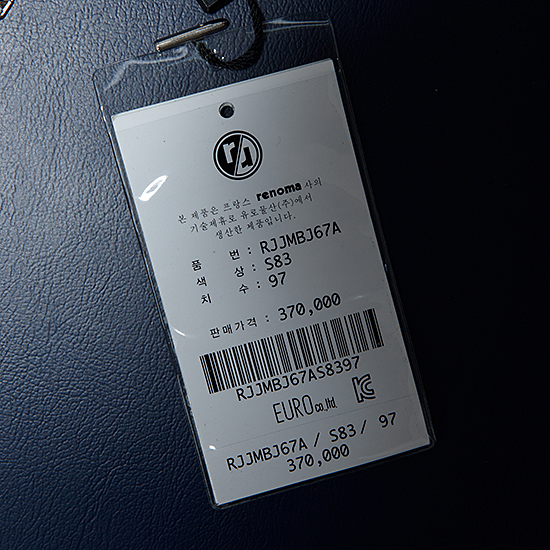 r/r
본 제품은 프랑스 renoma 사의
기술제휴로 유로물산(주)에서
생산한 제품입니다.
품 번 : RJJMBJ67A
색 상 : S83
치 수 : 97
판매가격 : 370,000
RJJMBJ67AS8397
EURO co.,ltd.
RJJMBJ67A / S83 / 97
370,000